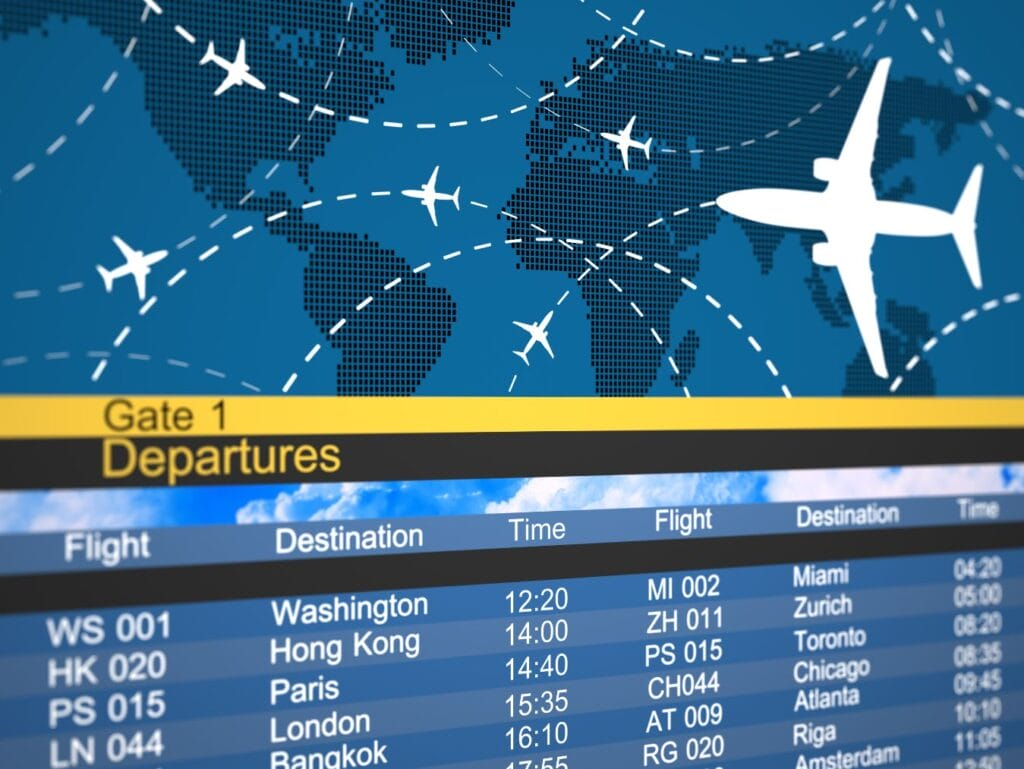 Gate 1
Departures
Flight Destination Time Flight Destination Time
WS 001 Washington 12:20 MI 002 Miami 04:20
HK 020 Hong Kong 14:00 ZH 011 Zurich 05:00
PS 015 Paris 14:40 PS 015 Toronto 08:20
LN 044 London 15:35 CH044 Chicago 08:35
Bangkok 16:10 AT 009 Atlanta 09:45
17:55 RG 020 Riga 10:10
Amsterdam 11:05